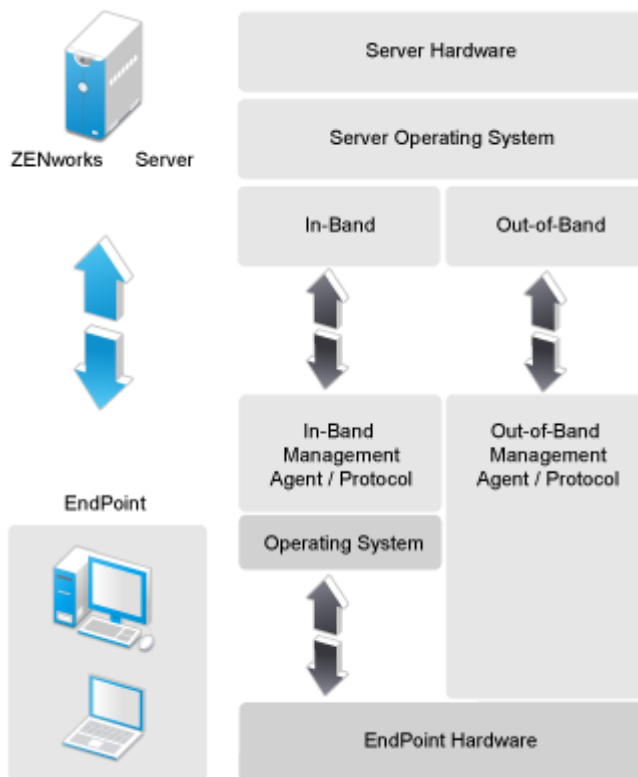 Server Hardware
Server Operating System
ZENworks Server
In-Band
Out-of-Band
In-Band
Management
Agent / Protocol
Out-of-Band
Management
Agent / Protocol
EndPoint
Operating System
EndPoint Hardware